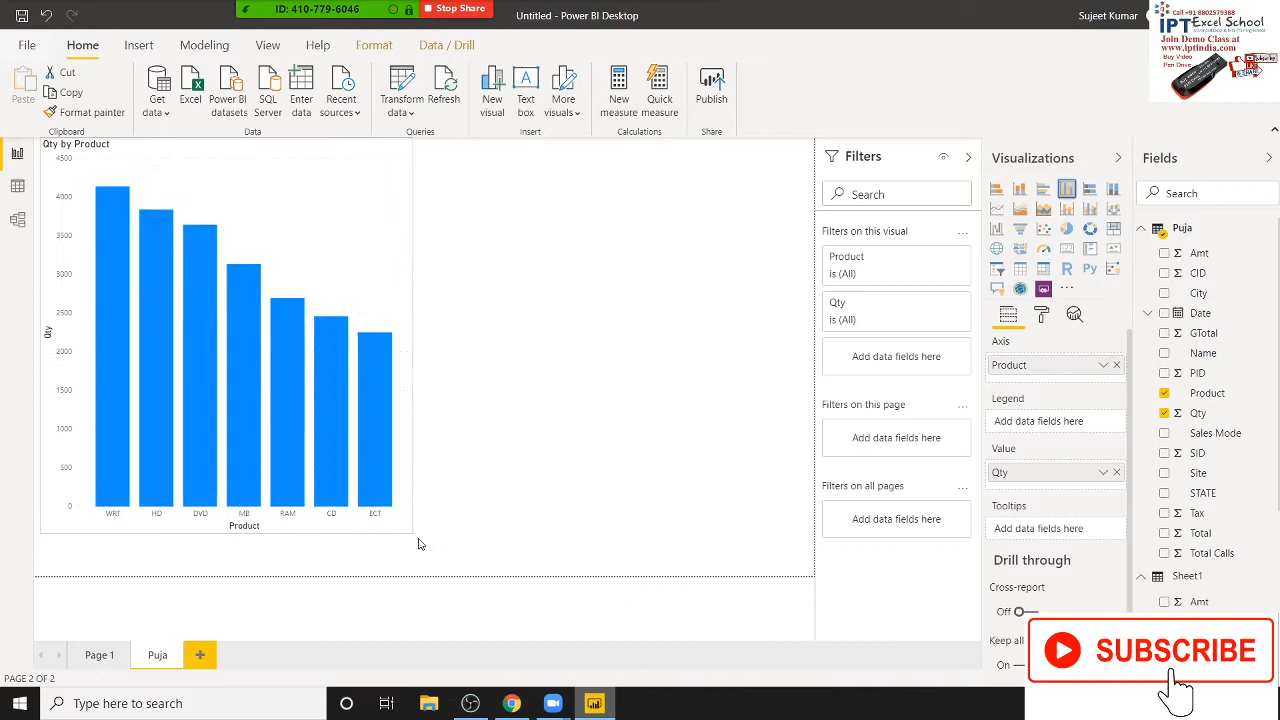 ID: 410-779-6046
Stop Share
Untitled - Power BI Desktop
Sujeet Kumar
Call +91 8802579388
IPT Excel School
Join Demo Class at
www.iptindia.com
Buy Video
Pen Drive
File
Home
Insert
Modeling
View
Help
Format
Data / Drill
Paste
Cut
Copy
Format painter
Clipboard
Get data
Excel
Power BI datasets
SQL Server
Enter data
Recent sources
Data
Transform data
Refresh
Queries
New visual
Text box
More visuals
Insert
New measure
Quick measure
Calculations
Publish
Share
Qty by Product
4500
4000
3500
3000
2500
2000
1500
1000
500
0
Qty
WRT HD DVD MB RAM CD ECT
Product
Filters
Search
Filters on this visual
Product
is (All)
Qty
is (All)
Add data fields here
Filters on this page
Add data fields here
Filters on all pages
Add data fields here
Visualizations
R
Py
Axis
Product
Legend
Add data fields here
Value
Qty
Tooltips
Add data fields here
Drill through
Cross-report
Off
Keep all
On
Fields
Search
Puja
Amt
CID
City
Date
GTotal
Name
PID
Product
Qty
Sales Mode
SID
Site
STATE
Tax
Total
Total Calls
Sheet1
Amt
SUBSCRIBE
Page 1
Puja
PAGE 2 OF 2
Type here to search